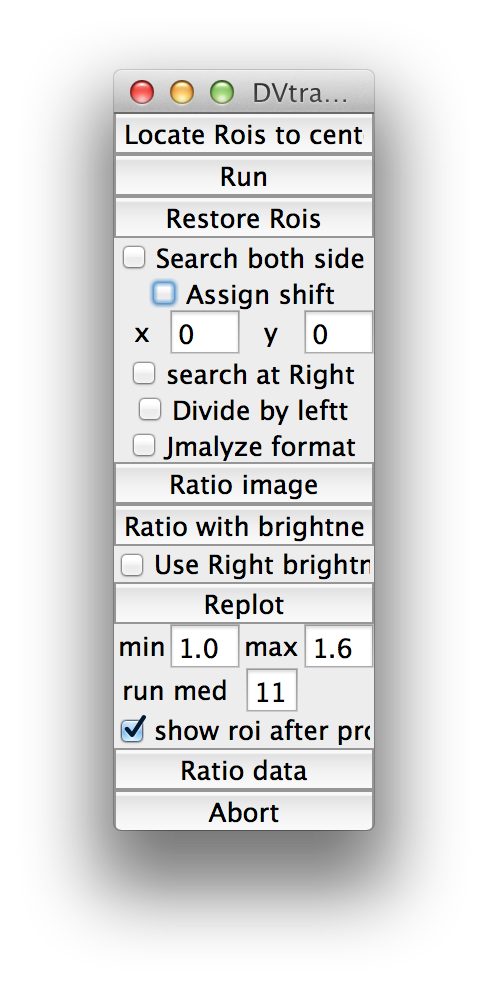 DVtra...
Locate Rois to cent
Run
Restore Rois
Search both side
Assign shift
x 0 y 0
search at Right
Divide by leftt
Jmalyze format
Ratio image
Ratio with brightne
Use Right brightn
Replot
min 1.0 max 1.6
run med 11
show roi after pro
Ratio data
Abort